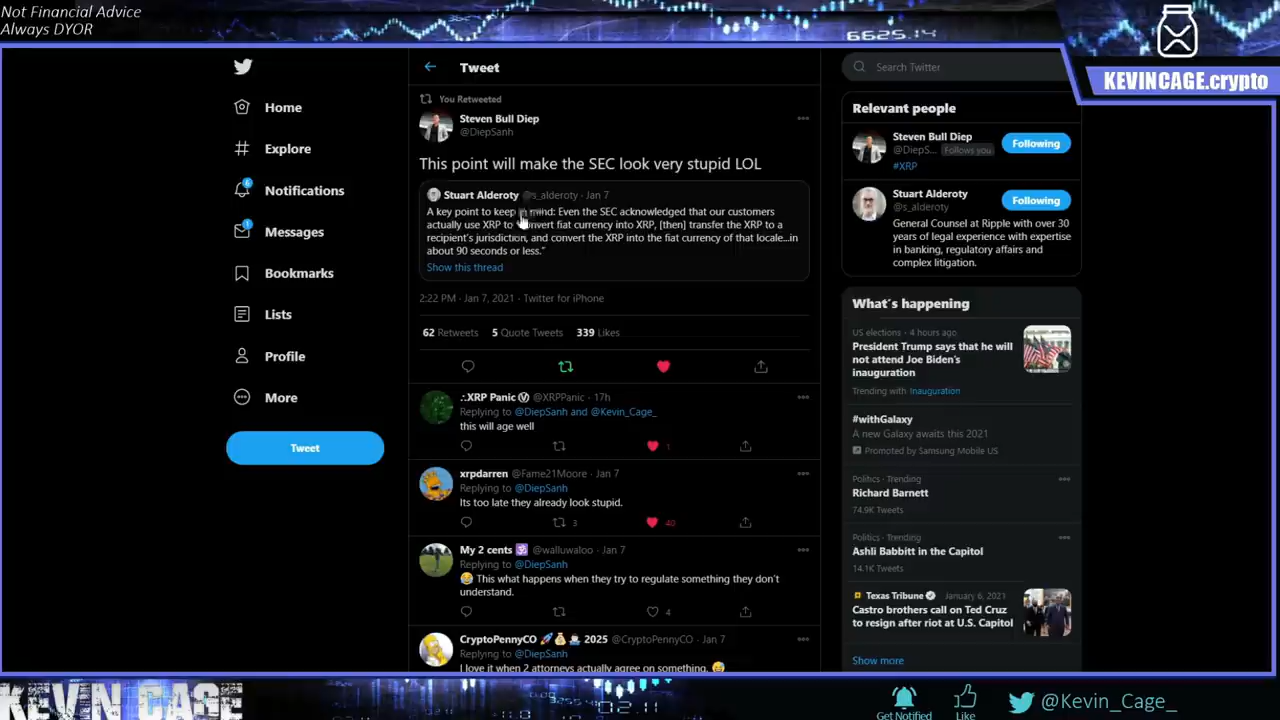 Not Financial Advice
Always DYOR
6625.14
KEVINCAGE.crypto
Tweet
Search Twitter
Home
Explore
6
Notifications
1
Messages
Bookmarks
Lists
Profile
More
Tweet
You Retweeted
Steven Bull Diep
@DiepSanh
This point will make the SEC look very stupid LOL
Stuart Alderoty @s_alderoty · Jan 7
A key point to keep in mind: Even the SEC acknowledged that our customers
actually use XRP to "convert fiat currency into XRP, [then] transfer the XRP to a
recipient's jurisdiction, and convert the XRP into the fiat currency of that locale...in
about 90 seconds or less."
Show this thread
2:22 PM · Jan 7, 2021 · Twitter for iPhone
62 Retweets 5 Quote Tweets 339 Likes
∴XRP Panic Ⓥ @XRPPanic · 17h
Replying to @DiepSanh and @Kevin_Cage_
this will age well
1
xrpdarren @Fame21Moore · Jan 7
Replying to @DiepSanh
Its too late they already look stupid.
3 40
My 2 cents 🕉 @walluwaloo · Jan 7
Replying to @DiepSanh
😂 This what happens when they try to regulate something they don't
understand.
4
CryptoPennyCO 🚀💰 2025 @CryptoPennyCO · Jan 7
Replying to @DiepSanh
I love it when 2 attorneys actually agree on something. 😅
Relevant people
Steven Bull Diep
@DiepS... Follows you
#XRP
Following
Stuart Alderoty
@s_alderoty
Following
General Counsel at Ripple with over 30
years of legal experience with expertise
in banking, regulatory affairs and
complex litigation.
What's happening
US elections · 4 hours ago
President Trump says that he will
not attend Joe Biden's
inauguration
Trending with Inauguration
#withGalaxy
A new Galaxy awaits this 2021
Promoted by Samsung Mobile US
Politics · Trending
Richard Barnett
74.9K Tweets
Politics · Trending
Ashli Babbitt in the Capitol
14.1K Tweets
Texas Tribune January 6, 2021
Castro brothers call on Ted Cruz
to resign after riot at U.S. Capitol
Show more
KEVIN CAGE
Get Notified
Like
@Kevin_Cage_